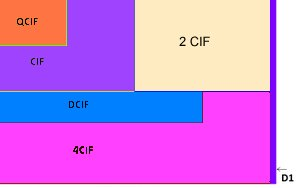 QCIF
2 CIF
CIF
DCIF
4CIF
← D1